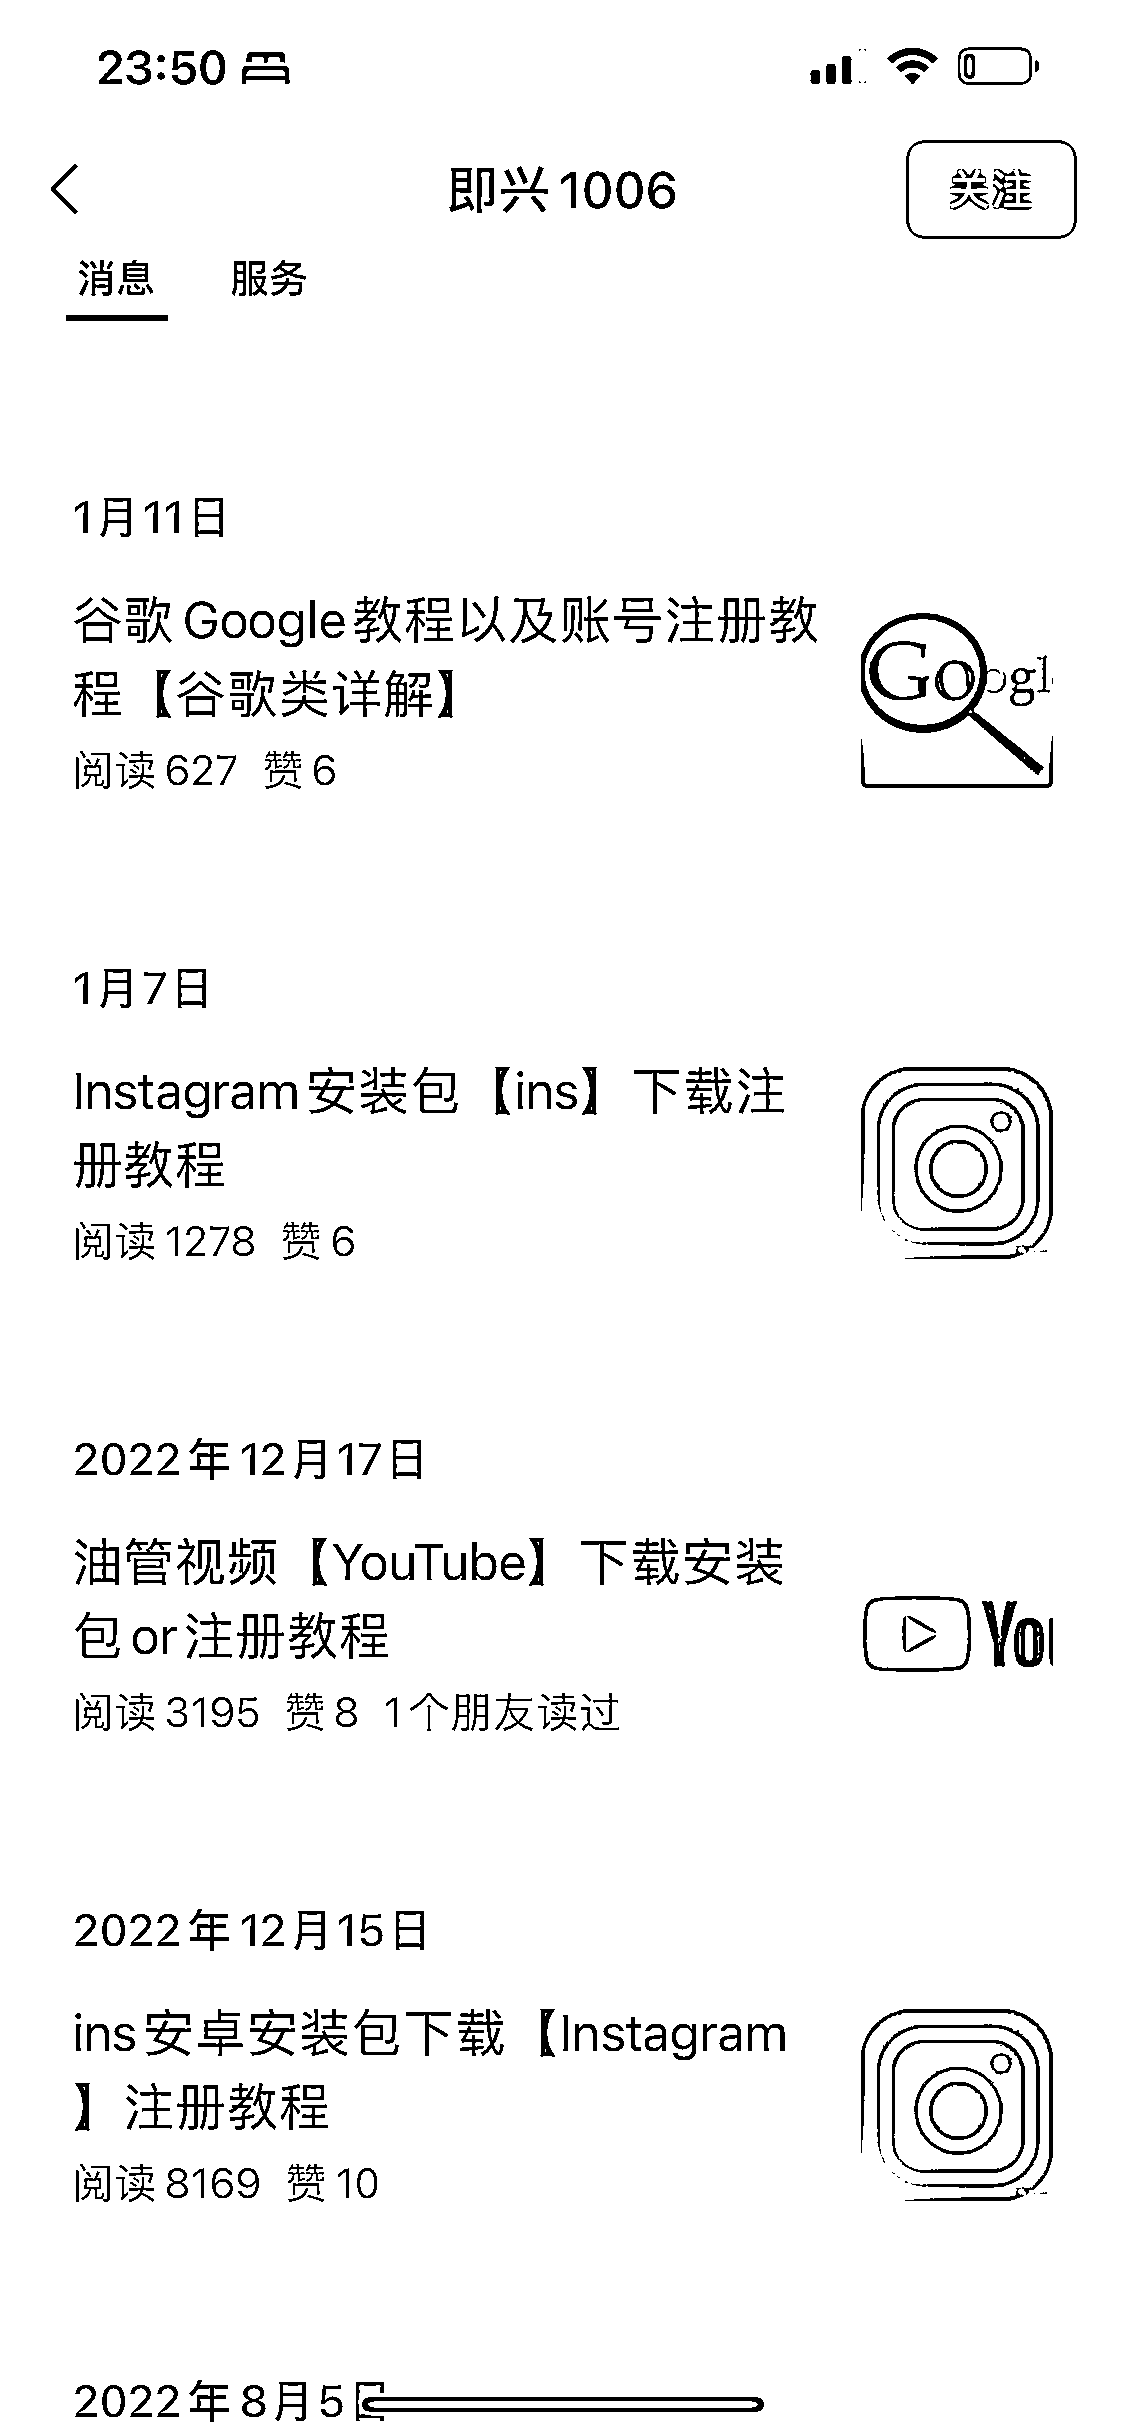 23:50
即兴1006
关注
消息 服务
1月11日
谷歌Google教程以及账号注册教
程【谷歌类详解】
阅读627 赞6
Googl
1月7日
Instagram安装包【ins】下载注
册教程
阅读1278 赞6
2022年12月17日
油管视频【YouTube】下载安装
包or注册教程
You
阅读3195 赞8 1个朋友读过
2022年12月15日
ins安卓安装包下载【Instagram
】注册教程
阅读8169 赞10
2022年8月5日